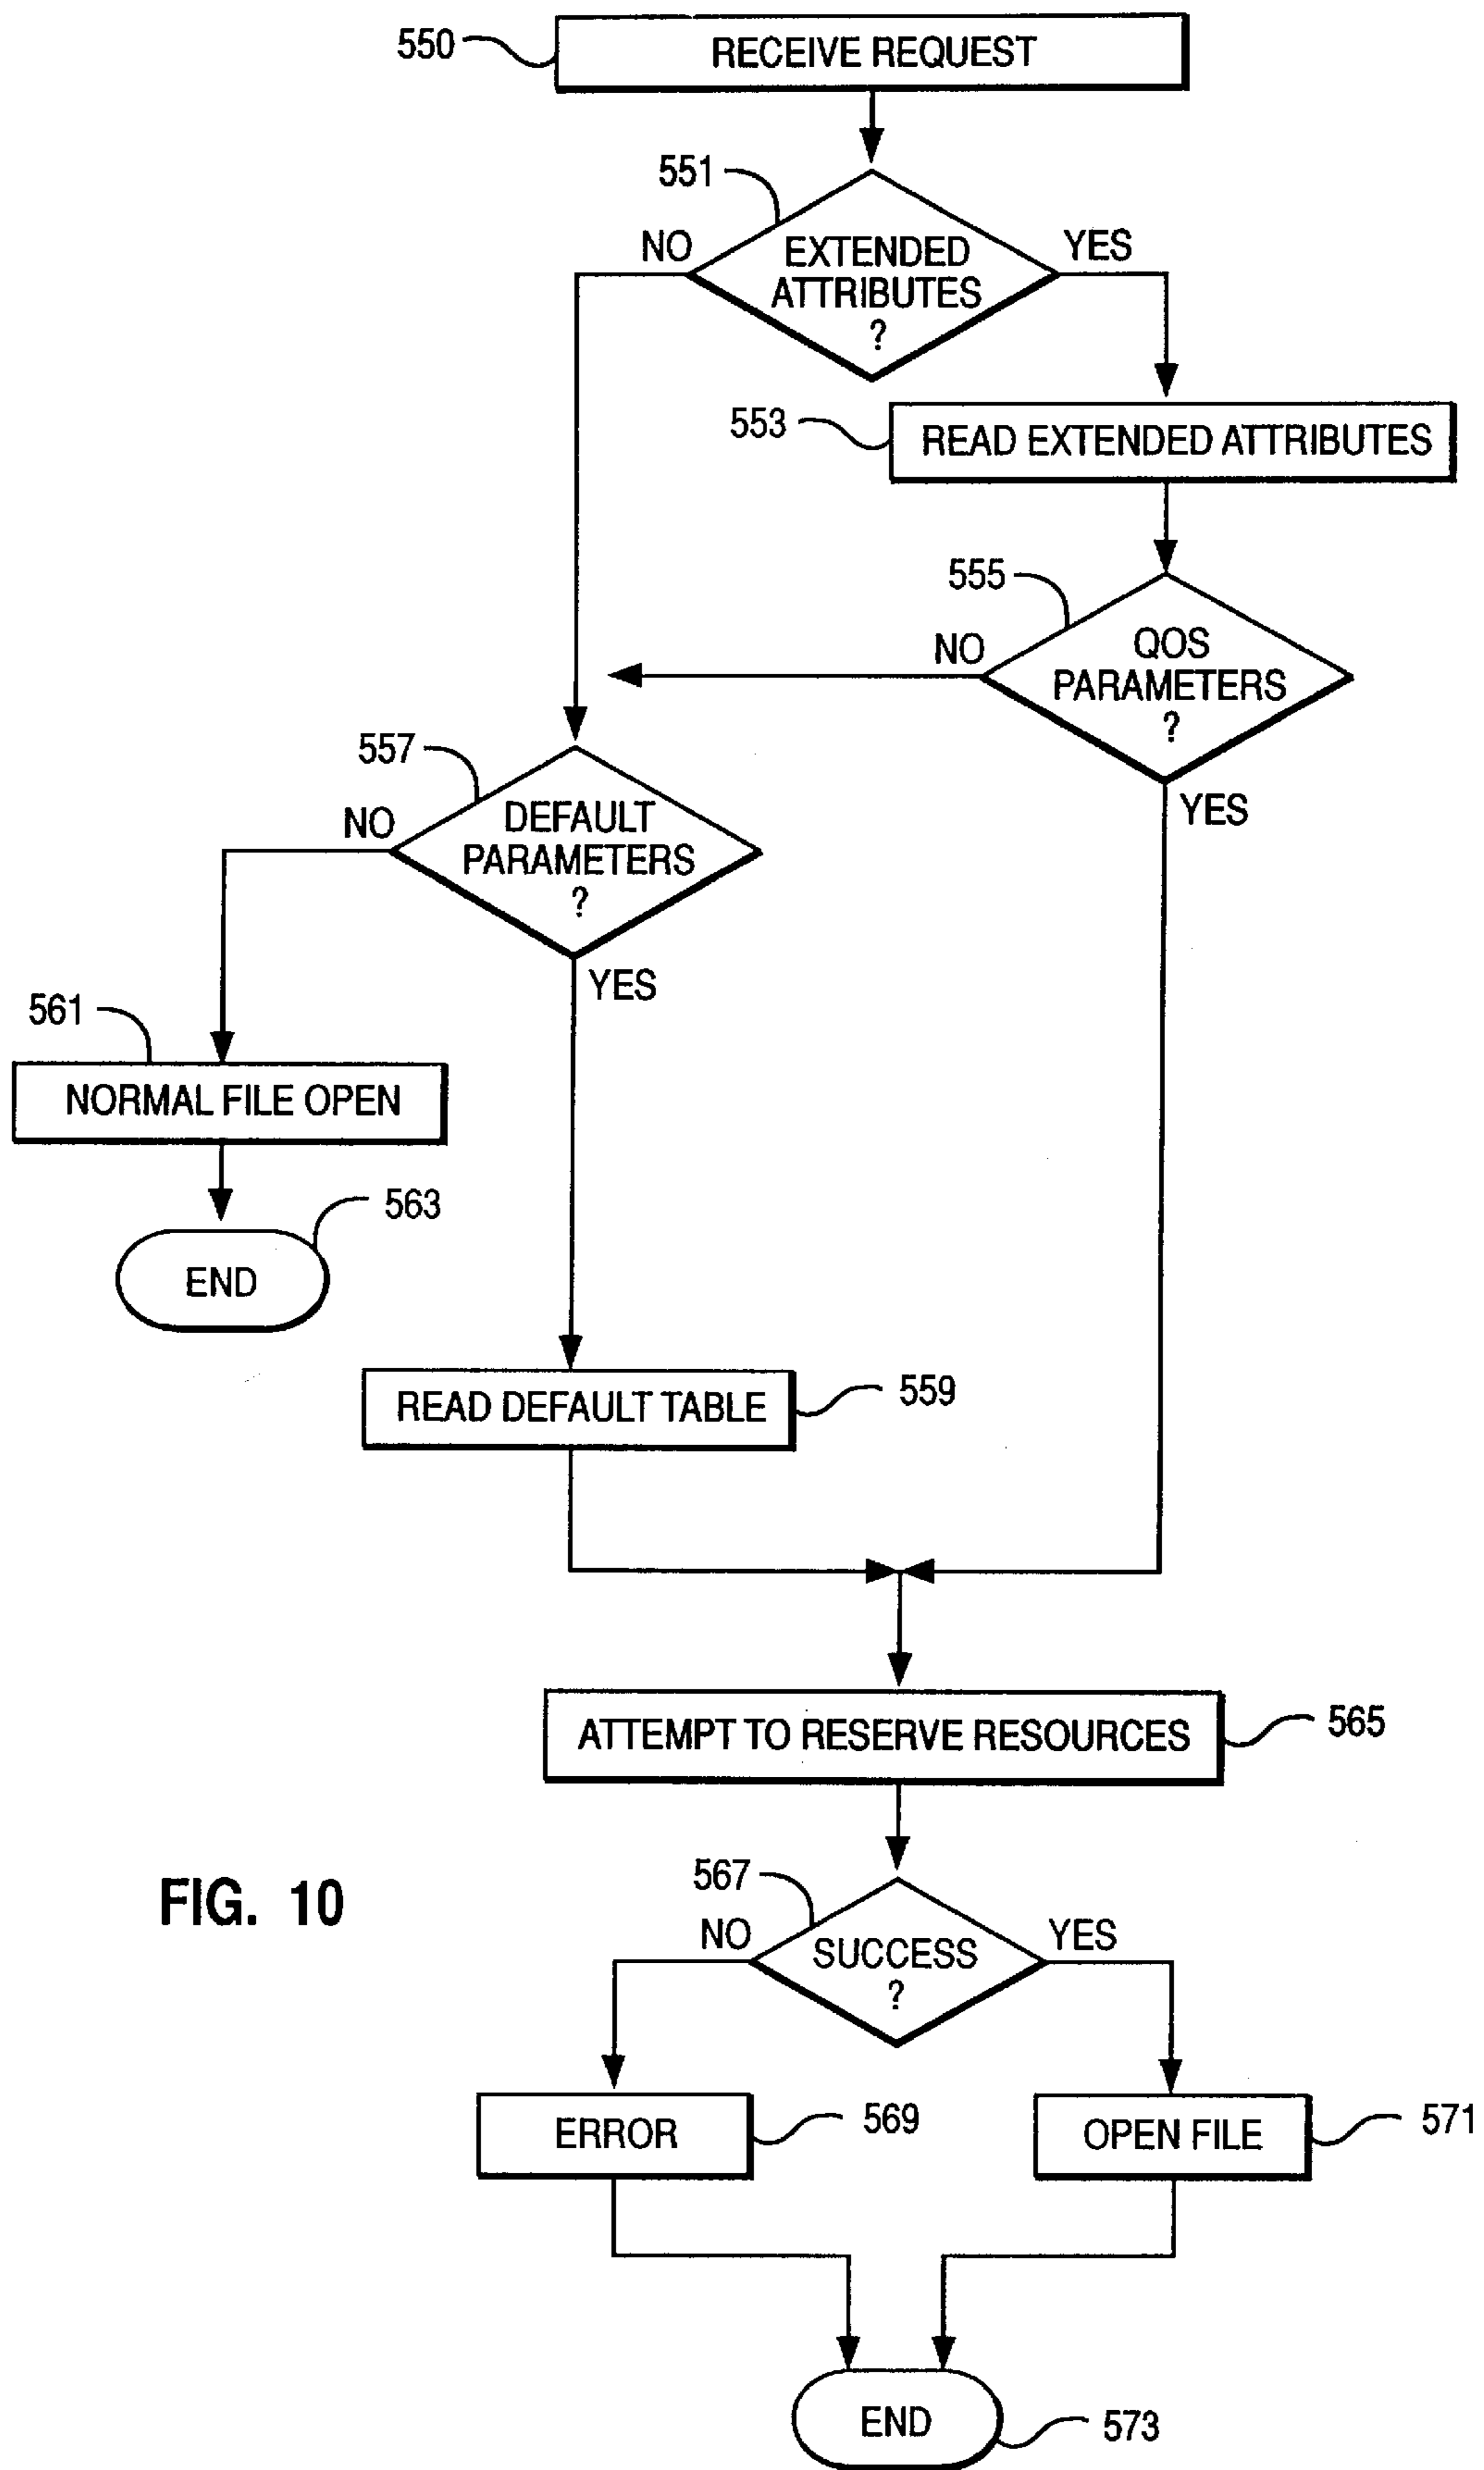 550
RECEIVE REQUEST
551
NO
EXTENDED
ATTRIBUTES
?
YES
553
READ EXTENDED ATTRIBUTES
555
NO
QOS
PARAMETERS
?
YES
557
NO
DEFAULT
PARAMETERS
?
YES
561
NORMAL FILE OPEN
563
END
READ DEFAULT TABLE
559
ATTEMPT TO RESERVE RESOURCES
565
FIG. 10
567
NO
SUCCESS
?
YES
ERROR
569
OPEN FILE
571
END
573